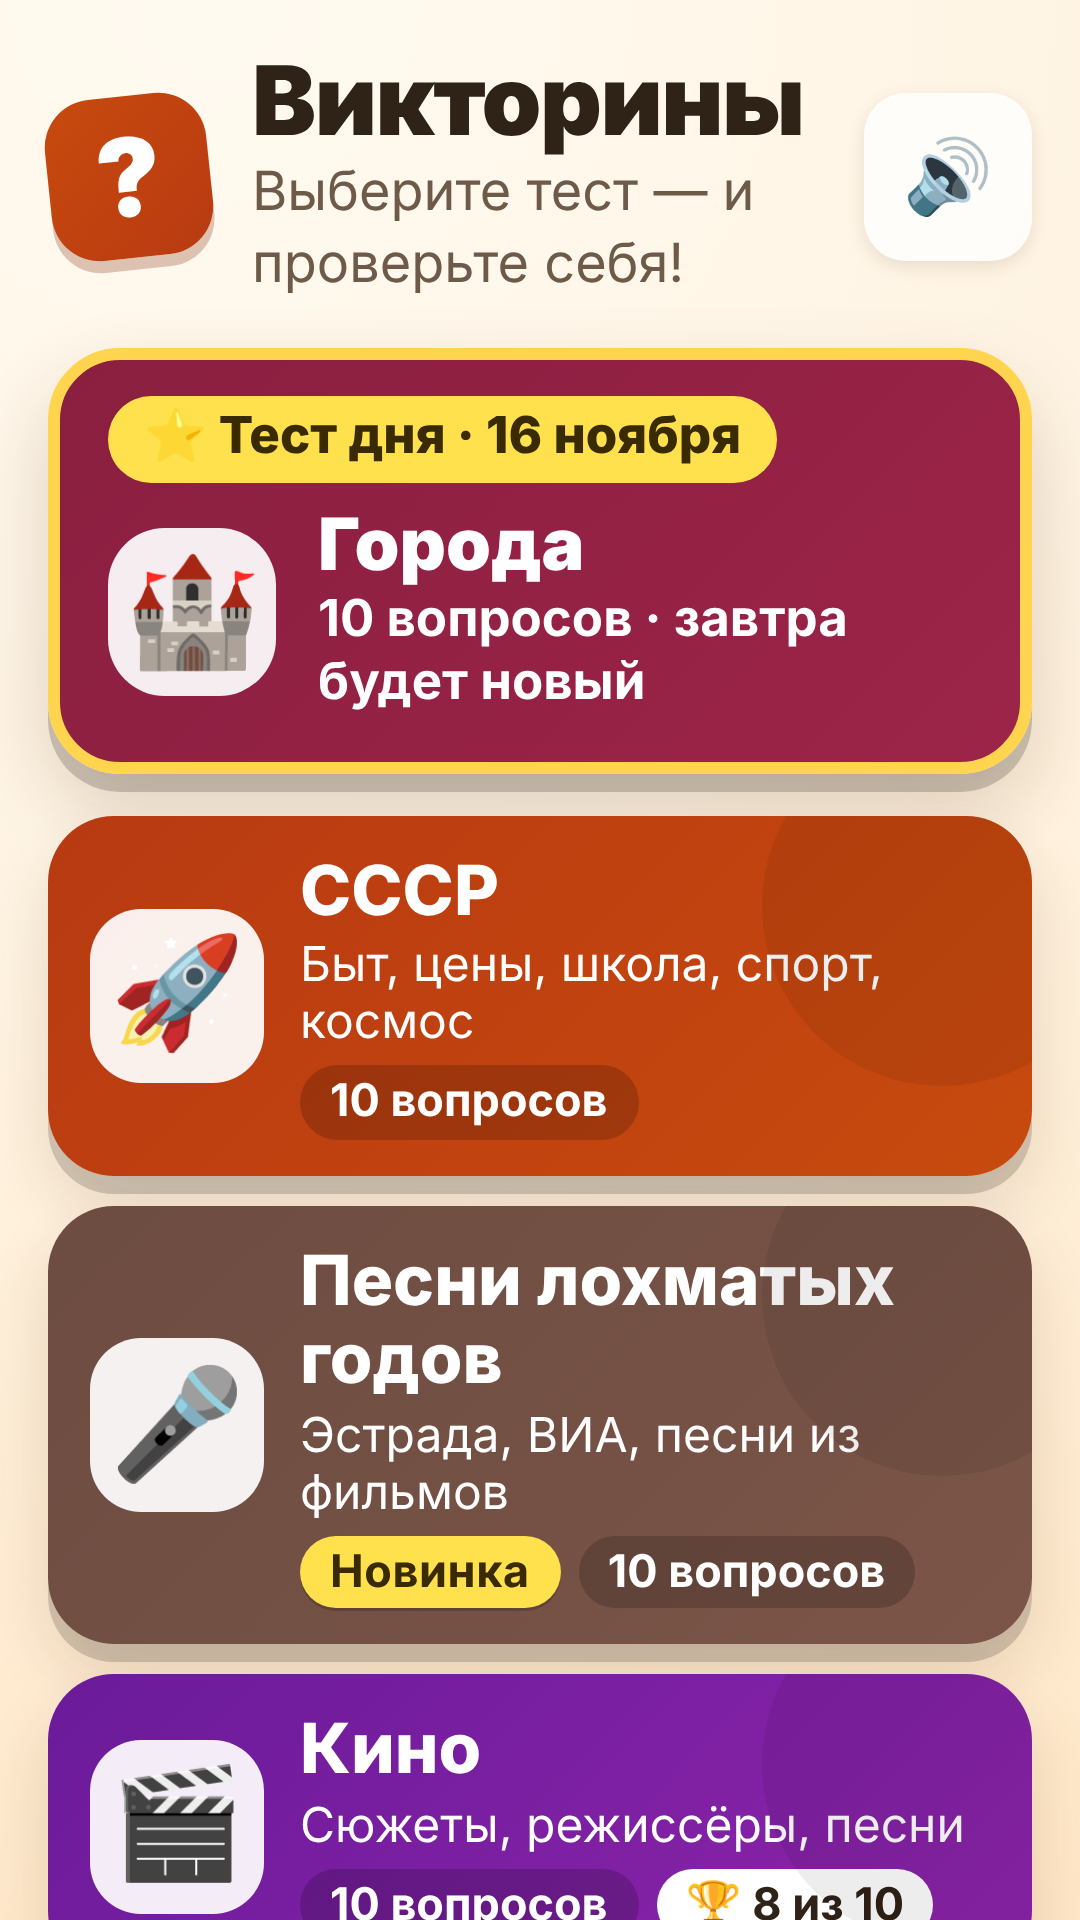 ?
Викторины
Выберите тест — и
проверьте себя!
Тест дня · 16 ноября
Города
10 вопросов · завтра
будет новый
СССР
Быт, цены, школа, спорт,
космос
10 вопросов
Песни лохматых
годов
Эстрада, ВИА, песни из
фильмов
Новинка
10 вопросов
Кино
Сюжеты, режиссёры, песни
10 вопросов
8 из 10